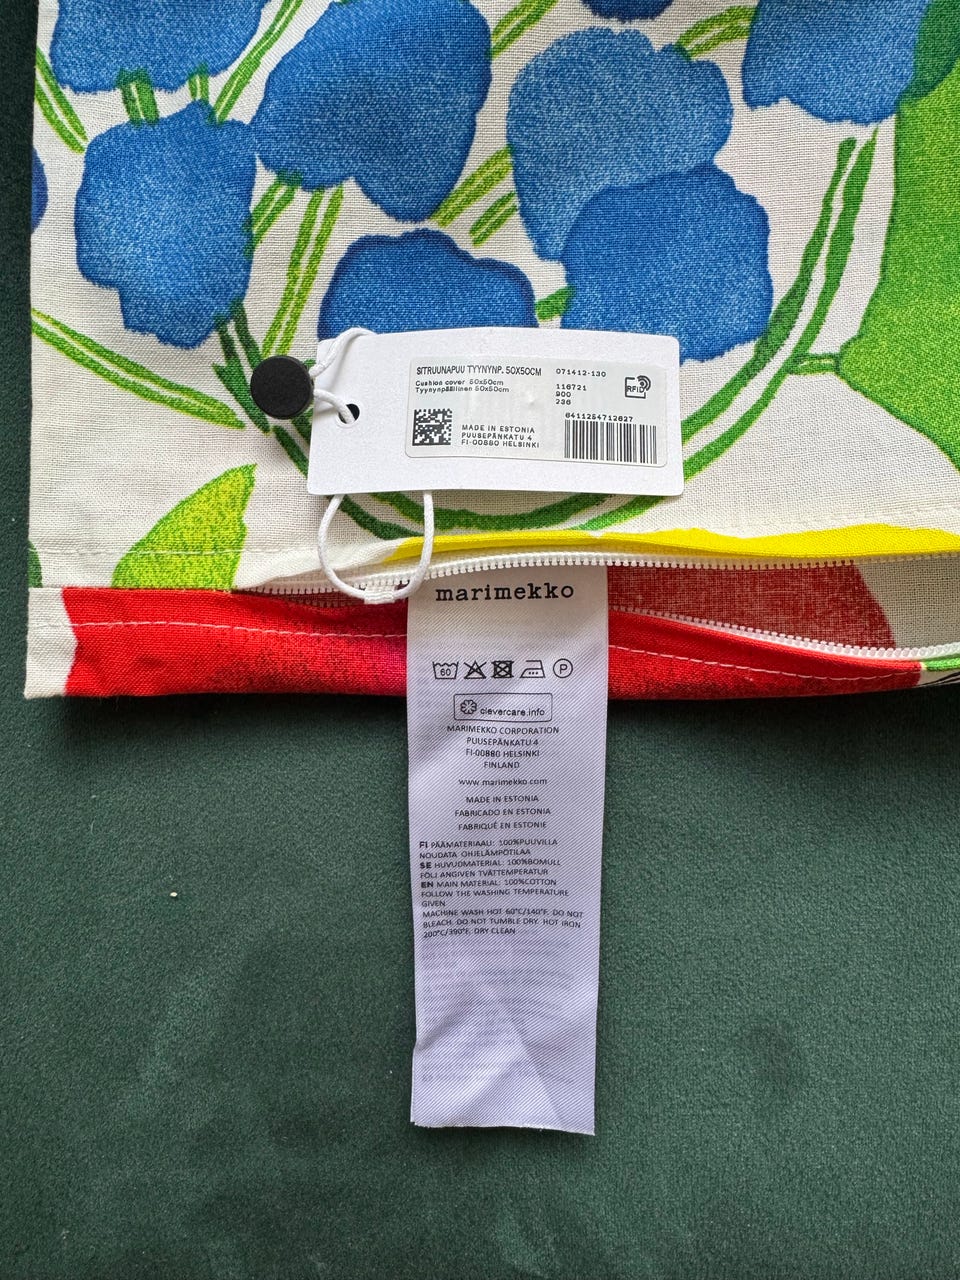 SITRUUNAPUU TYYNYNP. 50X50CM
071412-130
Cushion cover 50x50cm
Tyynynpäällinen 50x50cm
116721
900
236
RFID
6411254712627
MADE IN ESTONIA
PUUSEPÄNKATU 4
FI-00880 HELSINKI
marimekko
60
P
clevercare.info
MARIMEKKO CORPORATION
PUUSEPÄNKATU 4
FI-00880 HELSINKI
FINLAND
www.marimekko.com
MADE IN ESTONIA
FABRICADO EN ESTONIA
FABRIQUÉ EN ESTONIE
FI PÄÄMATERIAALI: 100%PUUVILLA
NOUDATA OHJELÄMPÖTILAA
SE HUVUDMATERIAL: 100%BOMULL
FÖLJ ANGIVEN TVÄTTEMPERATUR
EN MAIN MATERIAL: 100%COTTON
FOLLOW THE WASHING TEMPERATURE
GIVEN
MACHINE WASH HOT 60°C/140°F. DO NOT
BLEACH. DO NOT TUMBLE DRY. HOT IRON
200°C/390°F. DRY CLEAN